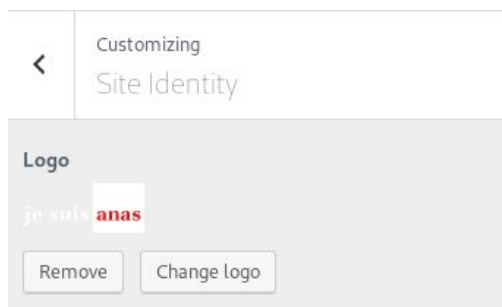 Customizing
Site Identity
Logo
je suis anas
Remove Change logo